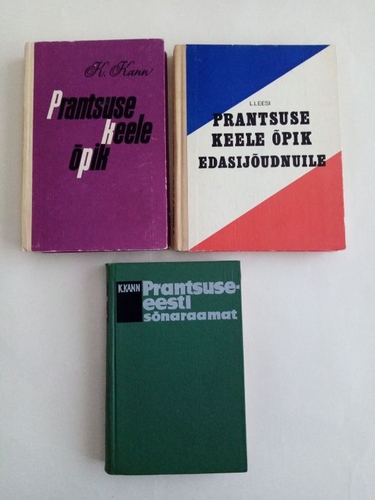 K. Kann
Prantsuse
keele
õpik
L.LEESI
PRANTSUSE
KEELE ÕPIK
EDASIJÕUDNUILE
K.KANN
Prantsuse-
eesti
sõnaraamat